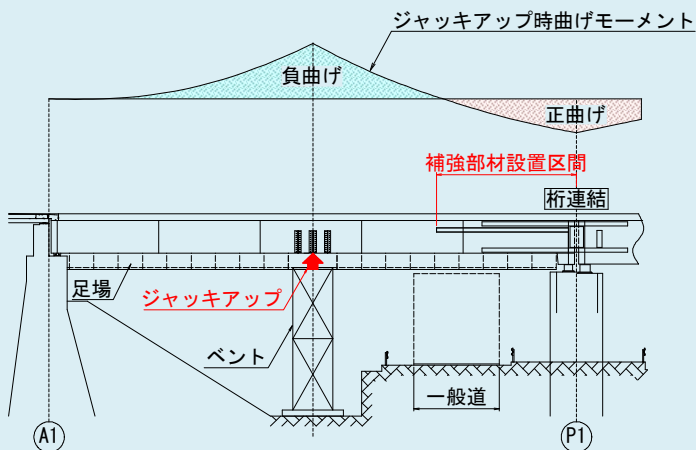 ジャッキアップ時曲げモーメント
負曲げ
正曲げ
補強部材設置区間
桁連結
足場
ジャッキアップ
ベント
一般道
A1
P1